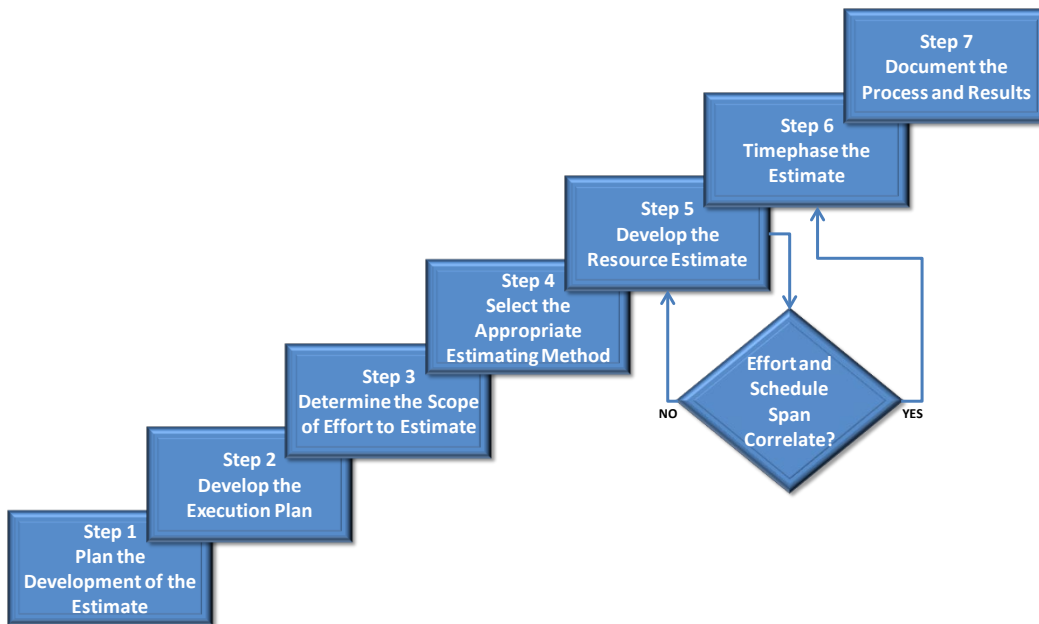 Step 1
Plan the
Development of the
Estimate
Step 2
Develop the
Execution Plan
Step 3
Determine the Scope
of Effort to Estimate
Step 4
Select the
Appropriate
Estimating Method
Step 5
Develop the
Resource Estimate
Effort and
Schedule
Span
Correlate?
NO
YES
Step 6
Timephase the
Estimate
Step 7
Document the
Process and Results